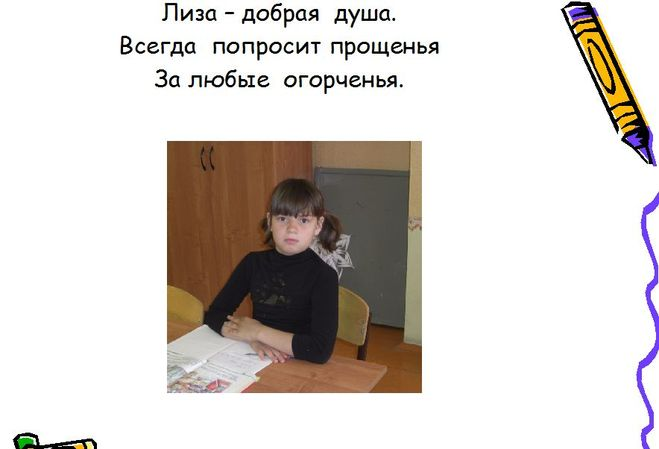 Лиза – добрая душа.
Всегда попросит прощенья
За любые огорченья.